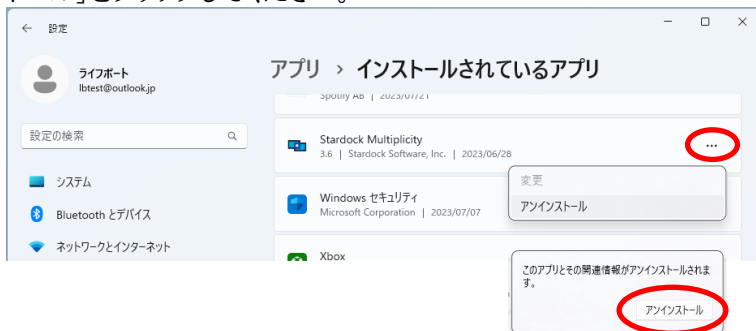 ール」をクリックしてください。
← 設定
ライフボート
lbtest@outlook.jp
設定の検索
システム
Bluetooth とデバイス
ネットワークとインターネット
アプリ › インストールされているアプリ
Spotify AB | 2023/07/21
Stardock Multiplicity
3.6 | Stardock Software, Inc. | 2023/06/28
...
変更
アンインストール
Windows セキュリティ
Microsoft Corporation | 2023/07/07
Xbox
このアプリとその関連情報がアンインストールされま
す。
アンインストール